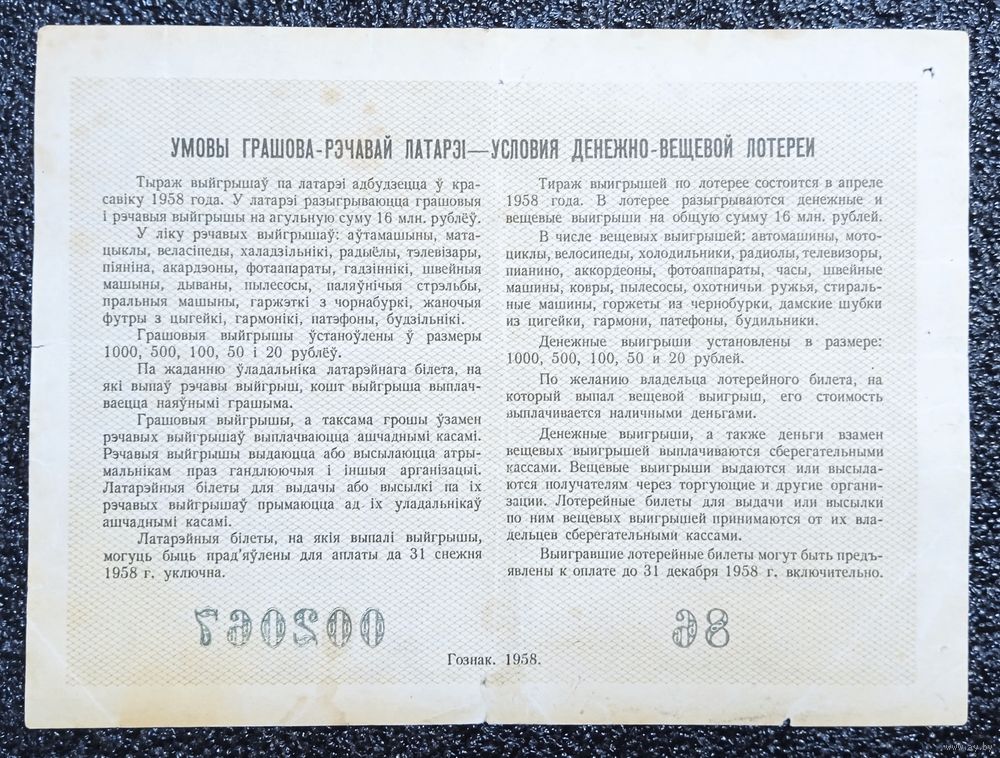 УМОВЫ ГРАШОВА-РЭЧАВАЙ ЛАТАРЭІ—УСЛОВИЯ ДЕНЕЖНО-ВЕЩЕВОЙ ЛОТЕРЕИ
Тыраж выйгрышаў па латарэі адбудзецца ў кра-
савіку 1958 года. У латарэі разыгрываюцца грашовыя
і рэчавыя выйгрышы на агульную суму 16 млн. рублёў.
У ліку рэчавых выйгрышаў: аўтамашыны, мата-
цыклы, веласіпеды, халадзільнікі, радыёлы, тэлевізары,
піяніна, акардэоны, фотаапараты, гадзіннікі, швейныя
машыны, дываны, пыласосы, паляўнічыя стрэльбы,
пральныя машыны, гаржэткі з чорнабуркі, жаночыя
футры з цыгейкі, гармонікі, патэфоны, будзільнікі.
Грашовыя выйгрышы ўстаноўлены ў размеры
1000, 500, 100, 50 і 20 рублёў.
Па жаданню ўладальніка латарэйнага білета, на
які выпаў рэчавы выйгрыш, кошт выйгрыша выплач-
ваецца наяўнымі грашыма.
Грашовыя выйгрышы, а таксама грошы ўзамен
рэчавых выйгрышаў выплачваюцца ашчаднымі касамі.
Рэчавыя выйгрышы выдаюцца або высылаюцца атры-
мальнікам праз гандлюючыя і іншыя арганізацыі.
Латарэйныя білеты для выдачы або высылкі па іх
рэчавых выйгрышаў прымаюцца ад іх уладальнікаў
ашчаднымі касамі.
Латарэйныя білеты, на якія выпалі выйгрышы,
могуць быць прад'яўлены для аплаты да 31 снежня
1958 г. уключна.
Тираж выигрышей по лотерее состоится в апреле
1958 года. В лотерее разыгрываются денежные и
вещевые выигрыши на общую сумму 16 млн. рублей.
В числе вещевых выигрышей: автомашины, мото-
циклы, велосипеды, холодильники, радиолы, телевизоры,
пианино, аккордеоны, фотоаппараты, часы, швейные
машины, ковры, пылесосы, охотничьи ружья, стираль-
ные машины, горжеты из чернобурки, дамские шубки
из цигейки, гармони, патефоны, будильники.
Денежные выигрыши установлены в размере:
1000, 500, 100, 50 и 20 рублей.
По желанию владельца лотерейного билета, на
который выпал вещевой выигрыш, его стоимость
выплачивается наличными деньгами.
Денежные выигрыши, а также деньги взамен
вещевых выигрышей выплачиваются сберегательными
кассами. Вещевые выигрыши выдаются или высыла-
ются получателям через торгующие и другие органи-
зации. Лотерейные билеты для выдачи или высылки
по ним вещевых выигрышей принимаются от их вла-
дельцев сберегательными кассами.
Выигравшие лотерейные билеты могут быть предъ-
явлены к оплате до 31 декабря 1958 г. включительно.
002067
Гознак. 1958.
www.ay.by